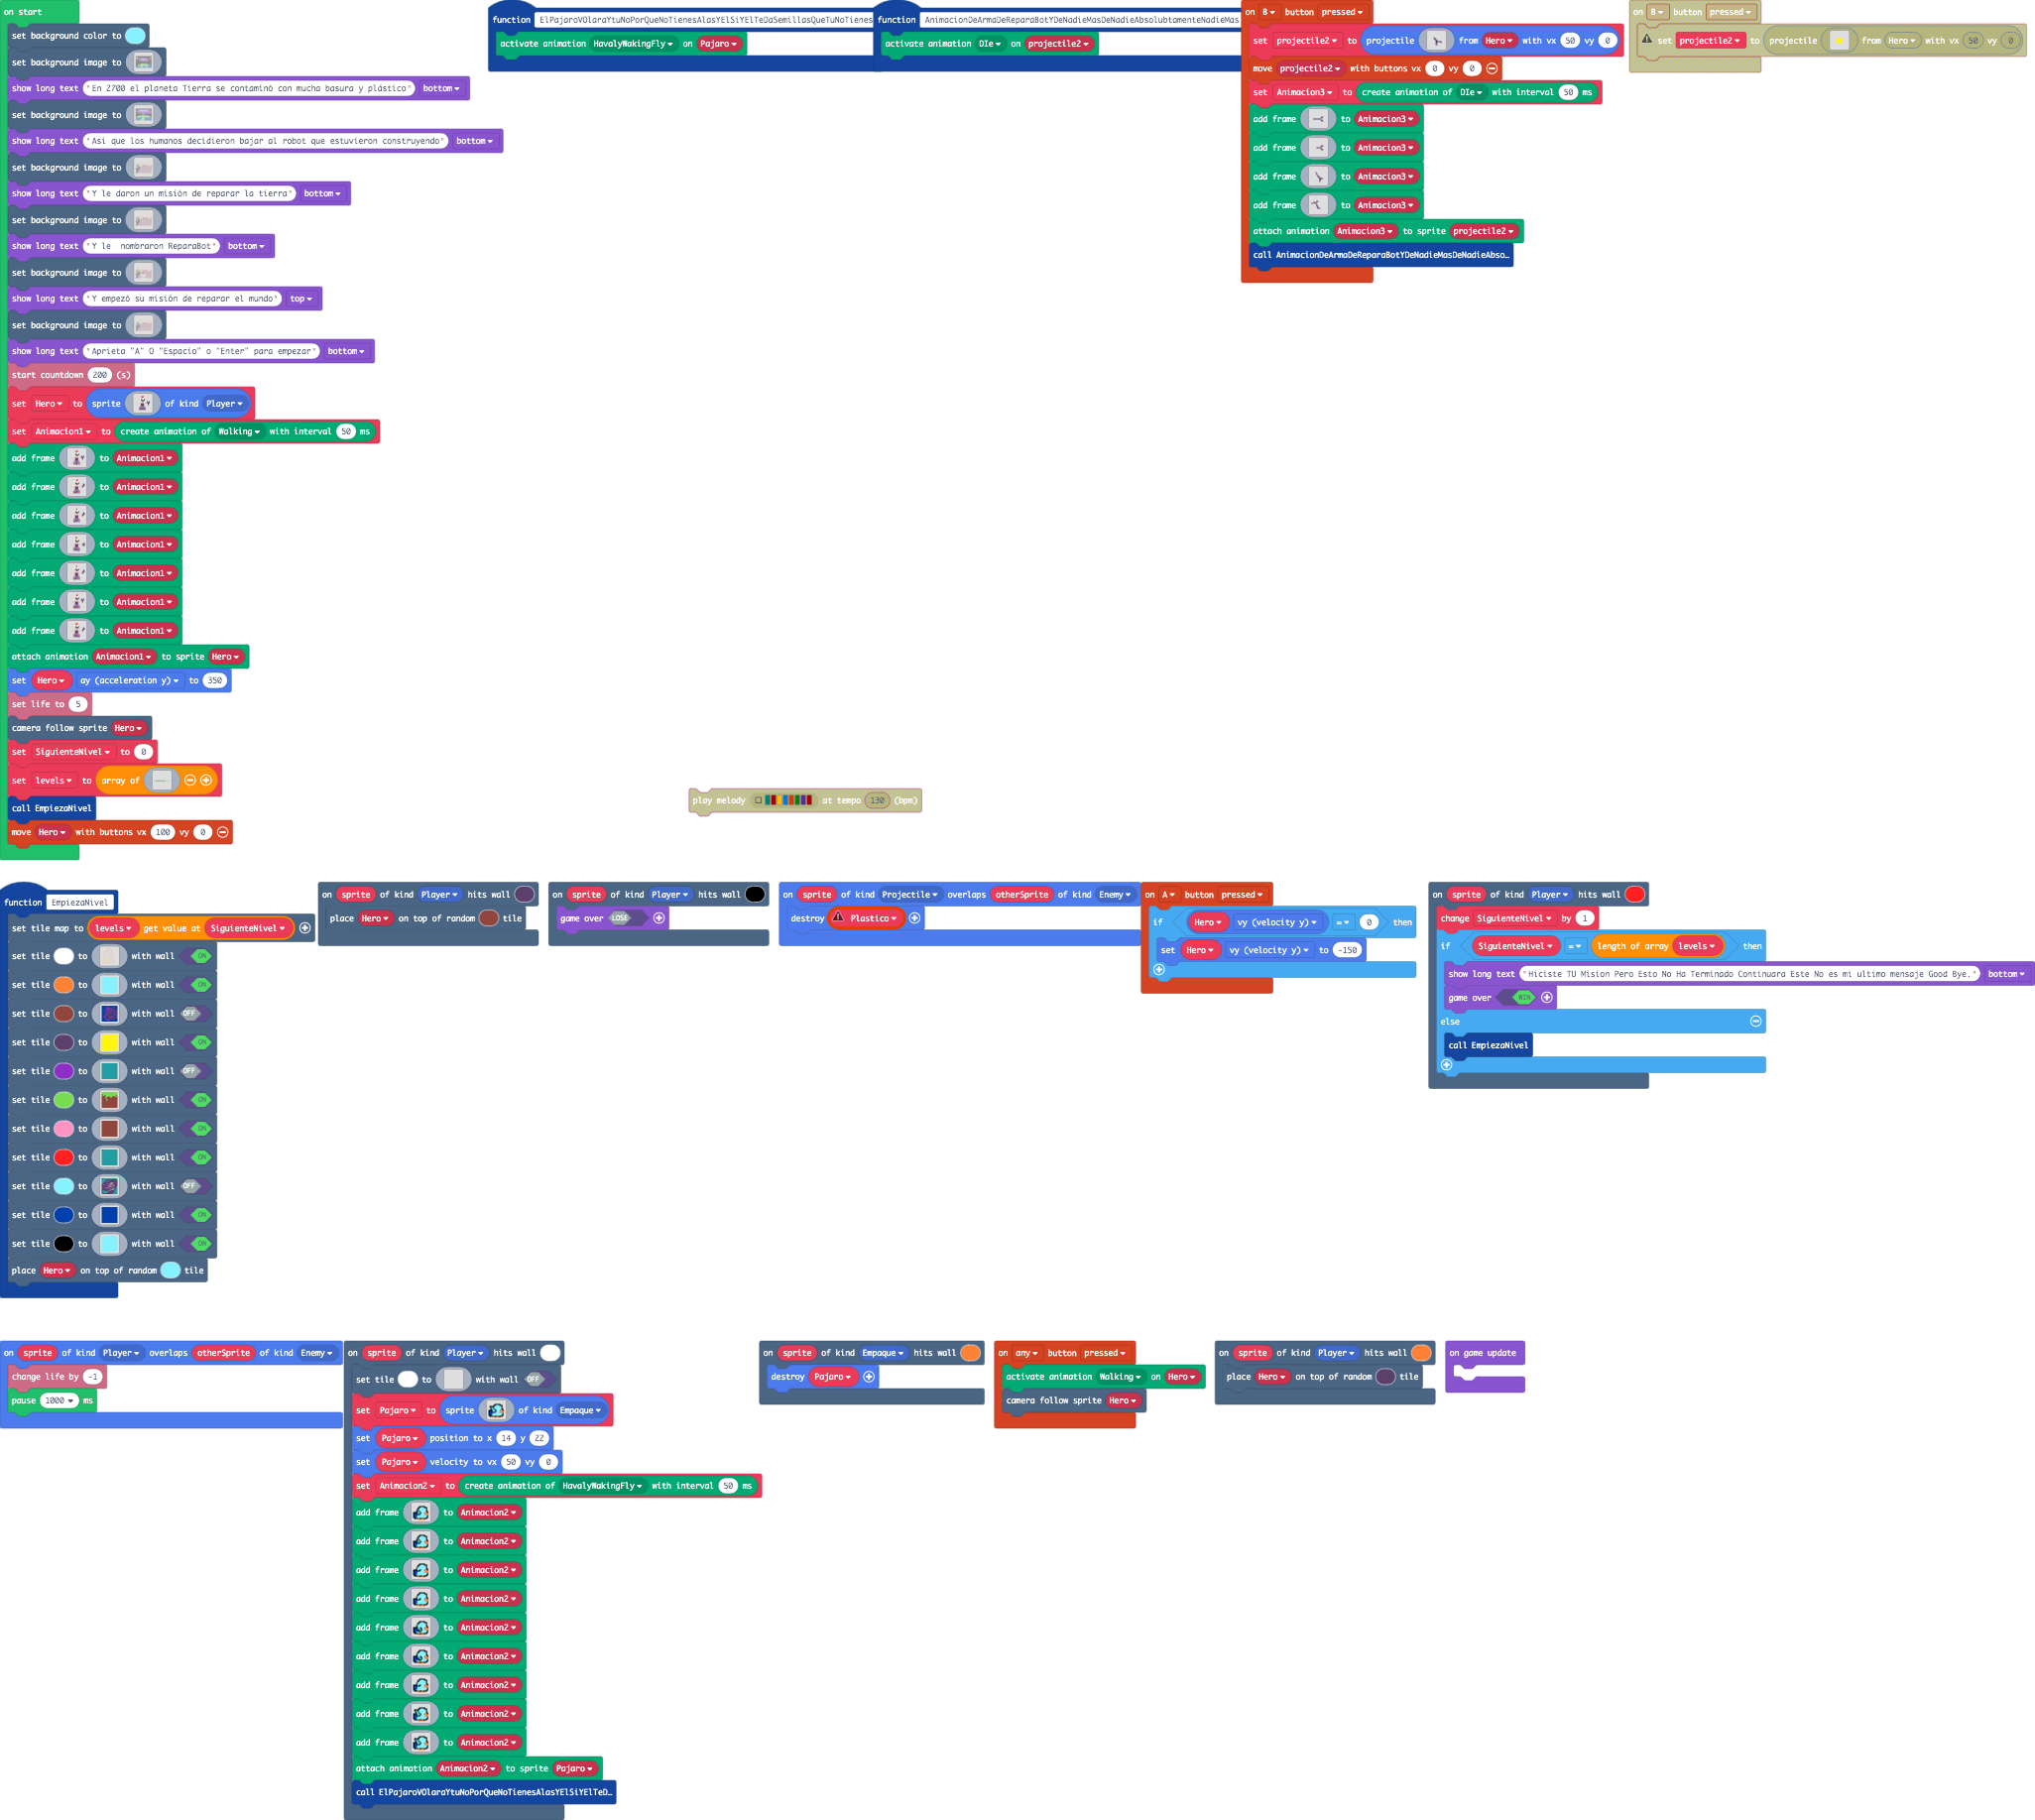 on start
set background color to
set background image to
show long text "En 2700 el planeta Tierra se contaminó con mucha basura y plástico" bottom
set background image to
show long text "Asi que los humanos decidieron bajar al robot que estuvieron construyendo" bottom
set background image to
show long text "Y le daron un misión de reparar la tierra" bottom
set background image to
show long text "Y le  nombraron ReparaBot" bottom
set background image to
show long text "Y empezó su misión de reparar el mundo" top
set background image to
show long text "Aprieta "A" O "Espacio" o "Enter" para empezar" bottom
start countdown 200 (s)
set Hero to sprite of kind Player
set Animacion1 to create animation of Walking with interval 50 ms
add frame to Animacion1
add frame to Animacion1
add frame to Animacion1
add frame to Animacion1
add frame to Animacion1
add frame to Animacion1
add frame to Animacion1
attach animation Animacion1 to sprite Hero
set Hero ay (acceleration y) to 350
set life to 5
camera follow sprite Hero
set SiguienteNivel to 0
set levels to array of
call EmpiezaNivel
move Hero with buttons vx 100 vy 0
function ElPajaroVOlaraYtuNoPorQueNoTienesAlasYElSiYElTeDaSemillasQueTuNoTienes
activate animation HavalyWakingFly on Pajaro
function AnimacionDeArmaDeReparaBotYDeNadieMasDeNadieAbsolubtamenteNadieMas
activate animation DIe on projectile2
on B button pressed
set projectile2 to projectile from Hero with vx 50 vy 0
move projectile2 with buttons vx 0 vy 0
set Animacion3 to create animation of DIe with interval 50 ms
add frame to Animacion3
add frame to Animacion3
add frame to Animacion3
add frame to Animacion3
attach animation Animacion3 to sprite projectile2
call AnimacionDeArmaDeReparaBotYDeNadieMasDeNadieAbso…
on B button pressed
set projectile2 to projectile from Hero with vx 50 vy 0
play melody at tempo 130 (bpm)
function EmpiezaNivel
set tile map to levels get value at SiguienteNivel
set tile to with wall ON
set tile to with wall ON
set tile to with wall OFF
set tile to with wall ON
set tile to with wall OFF
set tile to with wall ON
set tile to with wall ON
set tile to with wall ON
set tile to with wall OFF
set tile to with wall ON
set tile to with wall ON
place Hero on top of random tile
on sprite of kind Player hits wall
place Hero on top of random tile
on sprite of kind Player hits wall
game over LOSE
on sprite of kind Projectile overlaps otherSprite of kind Enemy
destroy Plastico
on A button pressed
if Hero vy (velocity y) = 0 then
set Hero vy (velocity y) to -150
on sprite of kind Player hits wall
change SiguienteNivel by 1
if SiguienteNivel = length of array levels then
show long text "Hiciste TU Mision Pero Esto No Ha Terminado Continuara Este No es mi ultimo mensaje Good Bye." bottom
game over WIN
else
call EmpiezaNivel
on sprite of kind Player overlaps otherSprite of kind Enemy
change life by -1
pause 1000 ms
on sprite of kind Player hits wall
set tile to with wall OFF
set Pajaro to sprite of kind Empaque
set Pajaro position to x 14 y 22
set Pajaro velocity to vx 50 vy 0
set Animacion2 to create animation of HavalyWakingFly with interval 50 ms
add frame to Animacion2
add frame to Animacion2
add frame to Animacion2
add frame to Animacion2
add frame to Animacion2
add frame to Animacion2
add frame to Animacion2
add frame to Animacion2
add frame to Animacion2
attach animation Animacion2 to sprite Pajaro
call ElPajaroVOlaraYtuNoPorQueNoTienesAlasYElSiYElTeD…
on sprite of kind Empaque hits wall
destroy Pajaro
on any button pressed
activate animation Walking on Hero
camera follow sprite Hero
on sprite of kind Player hits wall
place Hero on top of random tile
on game update